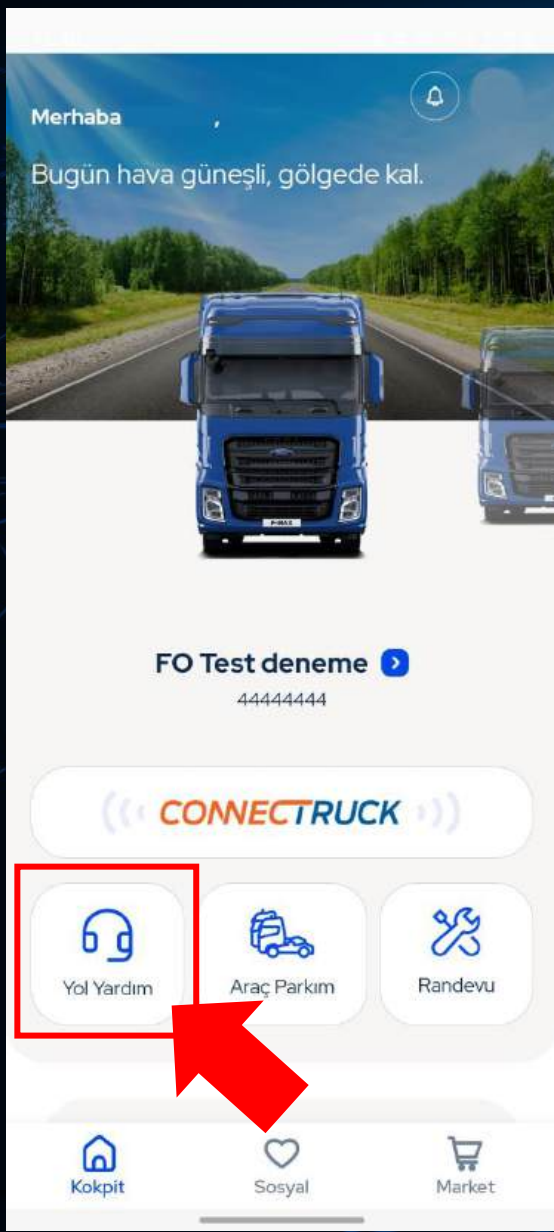 Merhaba ,
Bugün hava güneşli, gölgede kal.
F-MAX
FO Test deneme
44444444
CONNECTRUCK
Yol Yardım
Araç Parkım
Randevu
Kokpit
Sosyal
Market